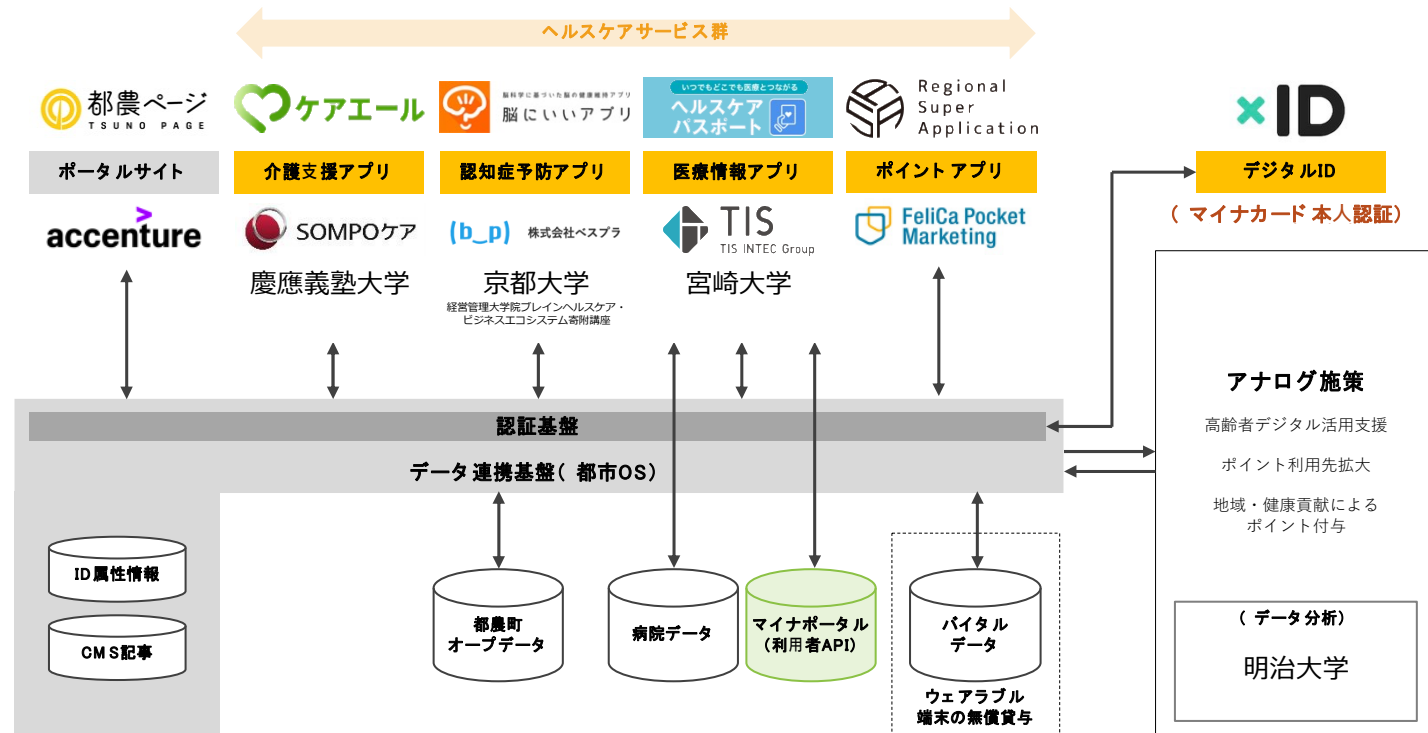 ヘルスケアサービス群
都農ページ
TSUNO PAGE
ケアエール
脳科学に基づいた脳の健康維持アプリ
脳にいいアプリ
いつでもどこでも医療とつながる
ヘルスケア
パスポート
Regional
Super
Application
×ID
ポータルサイト
介護支援アプリ
認知症予防アプリ
医療情報アプリ
ポイントアプリ
デジタルID
( マイナカード本人認証)
accenture
SOMPOケア
(b_p) 株式会社ベスプラ
TIS
TIS INTEC Group
FeliCa Pocket
Marketing
慶應義塾大学
京都大学
経営管理大学院ブレインヘルスケア・
ビジネスエコシステム寄附講座
宮崎大学
認証基盤
データ連携基盤( 都市OS)
アナログ施策
高齢者デジタル活用支援
ポイント利用先拡大
地域・健康貢献による
ポイント付与
ID属性情報
CMS記事
都農町
オープデータ
病院データ
マイナポータル
(利用者API)
バイタル
データ
ウェアラブル
端末の無償貸与
( データ分析)
明治大学